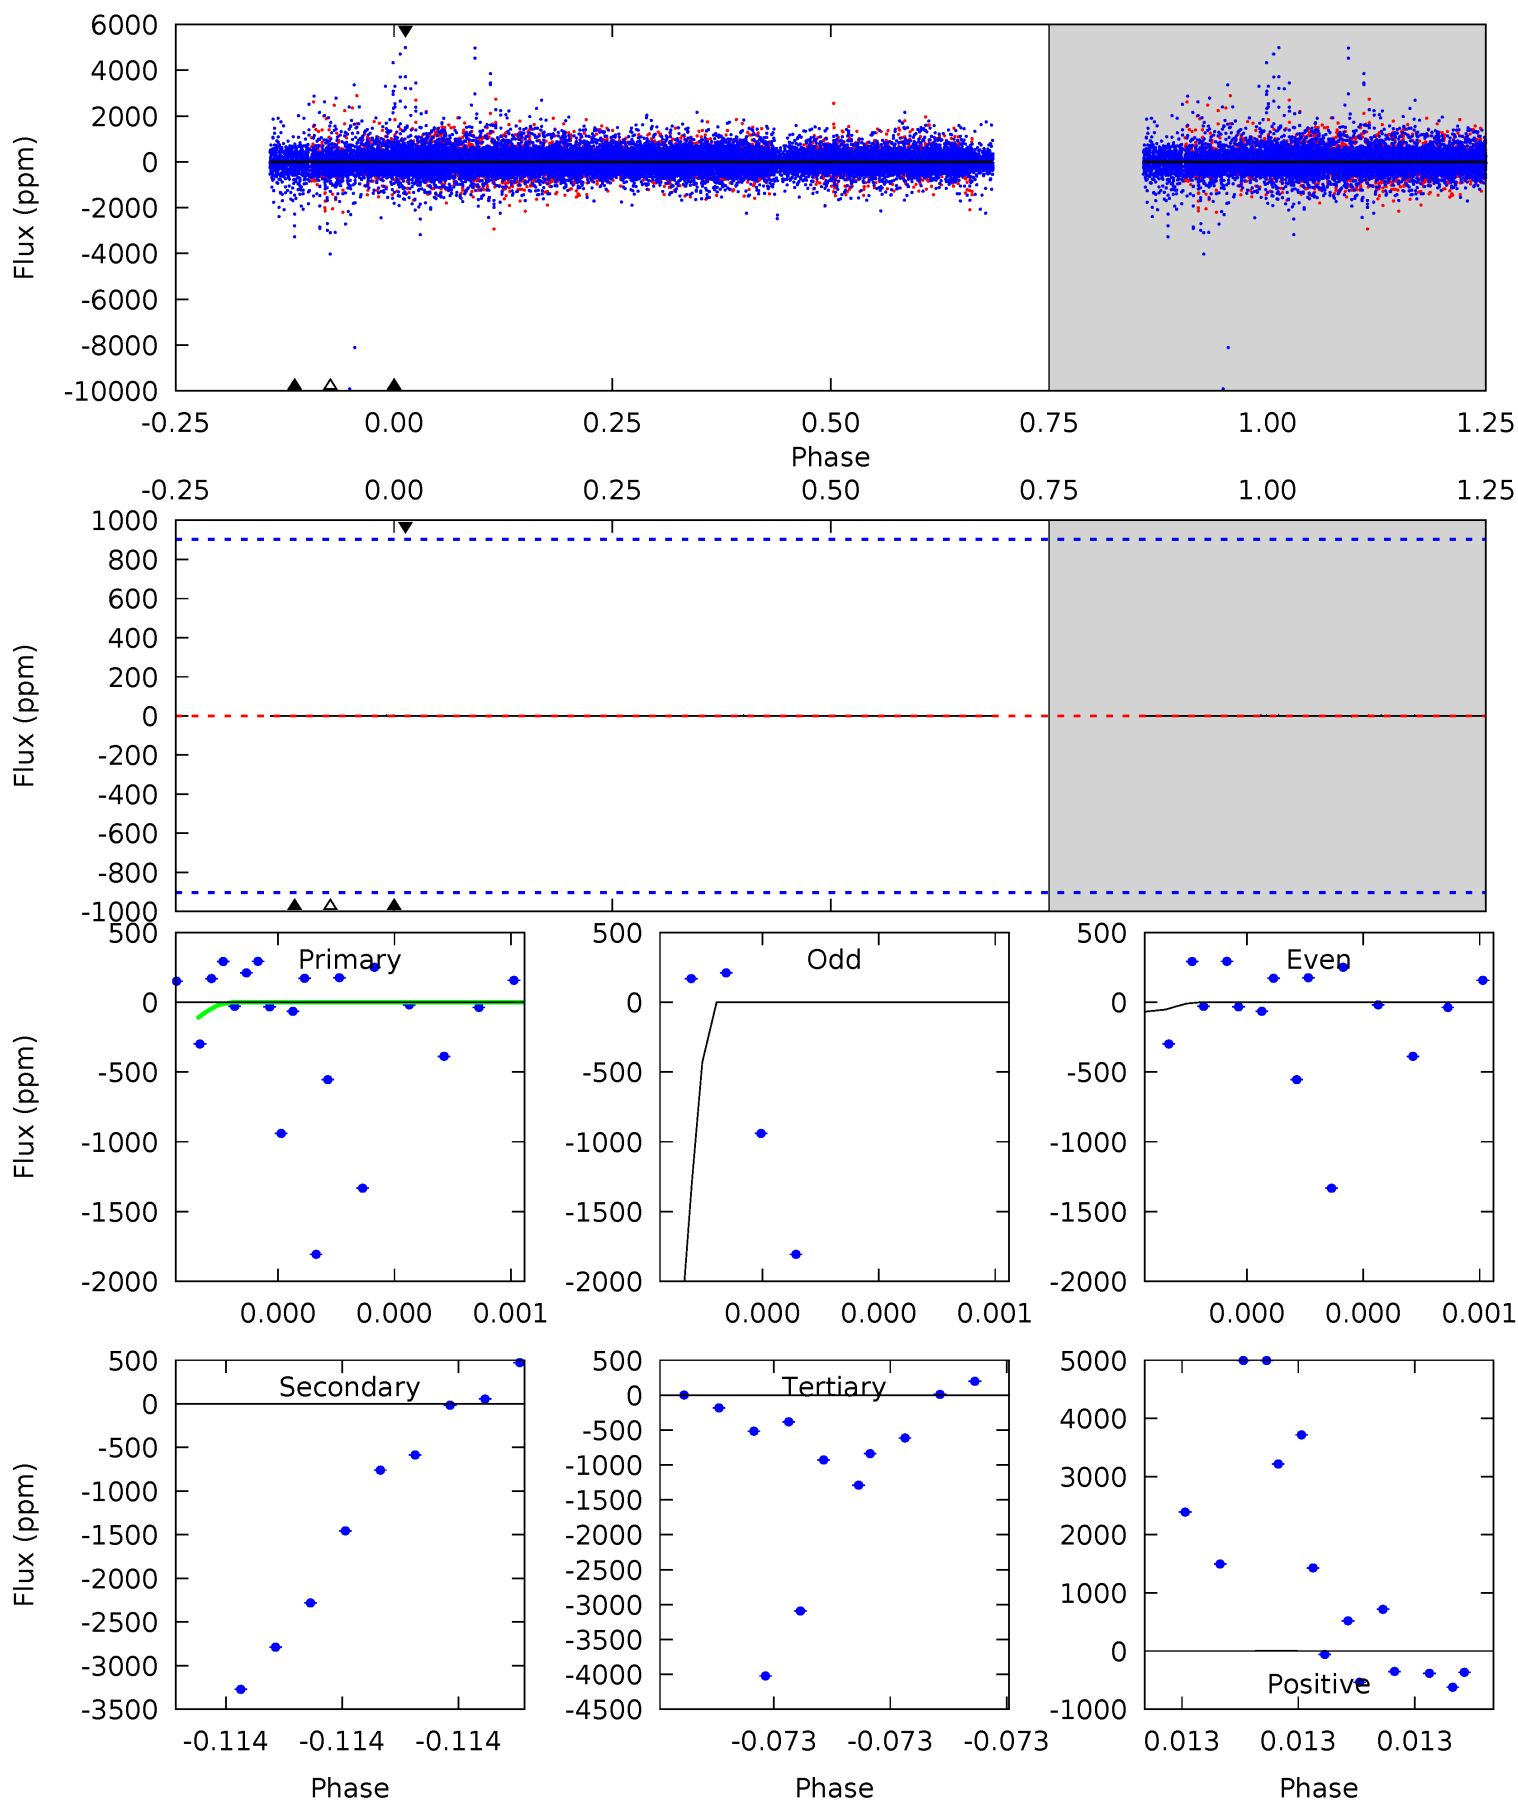 6000
4000
2000
0
-2000
-4000
-6000
-8000
-10000
Flux (ppm)
-0.25 0.00 0.25 0.50 0.75 1.00 1.25
Phase
-0.25 0.00 0.25 0.50 0.75 1.00 1.25
1000
800
600
400
200
0
-200
-400
-600
-800
-1000
Flux (ppm)
Primary
500
0
-500
-1000
-1500
-2000
Flux (ppm)
0.000 0.000 0.001
Odd
500
0
-500
-1000
-1500
-2000
0.000 0.000 0.001
Even
500
0
-500
-1000
-1500
-2000
0.000 0.000 0.001
Secondary
500
0
-500
-1000
-1500
-2000
-2500
-3000
-3500
Flux (ppm)
-0.114 -0.114 -0.114
Phase
Tertiary
500
0
-500
-1000
-1500
-2000
-2500
-3000
-3500
-4000
-4500
-0.073 -0.073 -0.073
Phase
5000
4000
3000
2000
1000
0
-1000
Positive
0.013 0.013 0.013
Phase